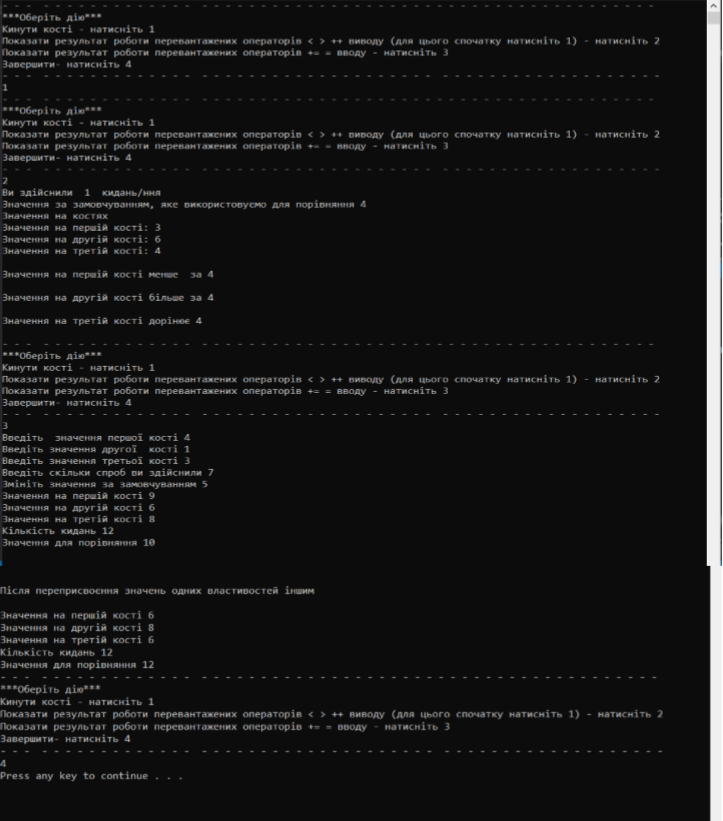 - - -  - - - - - - - -  - - - - - - - - - - - - - - - - - - - - - -
***Оберіть дію***
Кинути кості - натисніть 1
Показати результат роботи перевантажених операторів < > ++ виводу (для цього спочатку натисніть 1) - натисніть 2
Показати результат роботи перевантажених операторів += = вводу - натисніть 3
Завершити- натисніть 4
- - -  - - - - - - - -  - - - - - - - - - - - - - - - - - - - - - -
1
- - -  - - - - - - - -  - - - - - - - - - - - - - - - - - - - - - -
***Оберіть дію***
Кинути кості - натисніть 1
Показати результат роботи перевантажених операторів < > ++ виводу (для цього спочатку натисніть 1) - натисніть 2
Показати результат роботи перевантажених операторів += = вводу - натисніть 3
Завершити- натисніть 4
- - -  - - - - - - - -  - - - - - - - - - - - - - - - - - - - - - -
2
Ви здійснили  1  кидань/ння
Значення за замовчуванням, яке використовуємо для порівняння 4
Значення на костях
Значення на першій кості: 3
Значення на другій кості: 6
Значення на третій кості: 4
Значення на першій кості менше  за 4
Значення на другій кості більше за 4
Значення на третій кості дорінює 4
- - -  - - - - - - - -  - - - - - - - - - - - - - - - - - - - - - -
***Оберіть дію***
Кинути кості - натисніть 1
Показати результат роботи перевантажених операторів < > ++ виводу (для цього спочатку натисніть 1) - натисніть 2
Показати результат роботи перевантажених операторів += = вводу - натисніть 3
Завершити- натисніть 4
- - -  - - - - - - - -  - - - - - - - - - - - - - - - - - - - - - -
3
Введіть  значення першої кості 4
Введіть значення другої  кості 1
Введіть значення третьої кості 3
Введіть скільки спроб ви здійснили 7
Змініть значення за замовчуванням 5
Значення на першій кості 9
Значення на другій кості 6
Значення на третій кості 8
Кількість кидань 12
Значення для порівняння 10
Після переприсвоєння значень одних властивостей іншим
Значення на першій кості 6
Значення на другій кості 8
Значення на третій кості 6
Кількість кидань 12
Значення для порівняння 12
- - -  - - - - - - - -  - - - - - - - - - - - - - - - - - - - - - -
***Оберіть дію***
Кинути кості - натисніть 1
Показати результат роботи перевантажених операторів < > ++ виводу (для цього спочатку натисніть 1) - натисніть 2
Показати результат роботи перевантажених операторів += = вводу - натисніть 3
Завершити- натисніть 4
- - -  - - - - - - - -  - - - - - - - - - - - - - - - - - - - - - -
4
Press any key to continue . . .